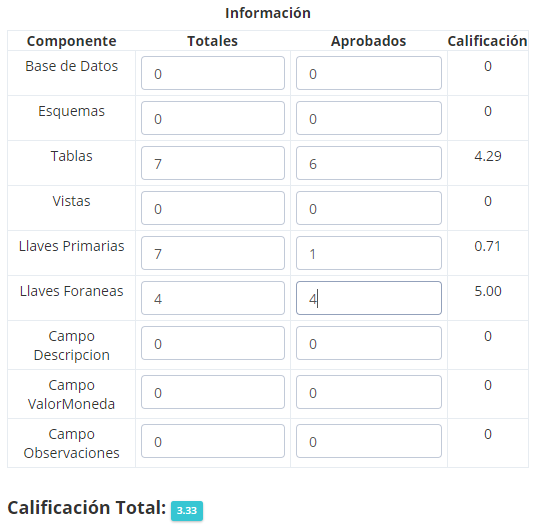 Información
Componente Totales Aprobados Calificación
Base de Datos 0 0 0
Esquemas 0 0 0
Tablas 7 6 4.29
Vistas 0 0 0
Llaves Primarias 7 1 0.71
Llaves Foraneas 4 4 5.00
Campo
Descripcion 0 0 0
Campo
ValorMoneda 0 0 0
Campo
Observaciones 0 0 0
Calificación Total: 3.33